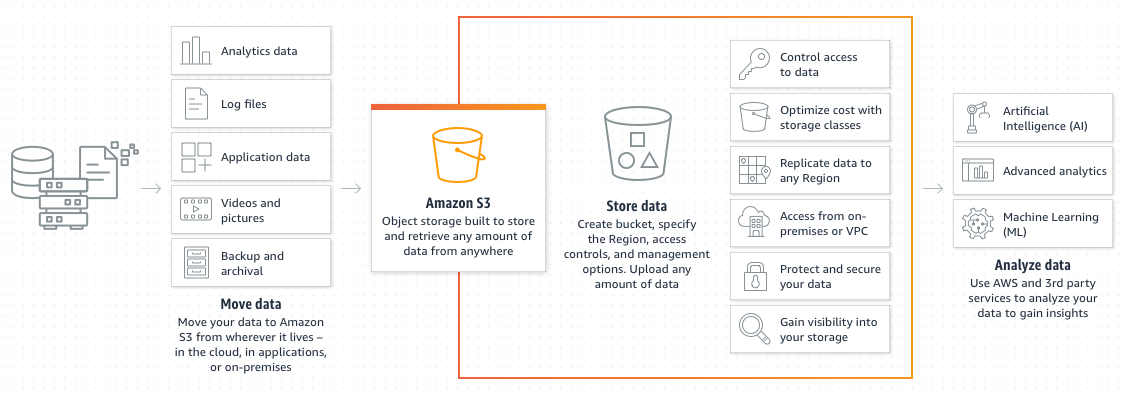 Analytics data
Log files
Application data
Videos and
pictures
Backup and
archival
Move data
Move your data to Amazon
S3 from wherever it lives –
in the cloud, in applications,
or on-premises
Amazon S3
Object storage built to store
and retrieve any amount of
data from anywhere
Store data
Create bucket, specify
the Region, access
controls, and management
options. Upload any
amount of data
Control access
to data
Optimize cost with
storage classes
Replicate data to
any Region
Access from on-
premises or VPC
Protect and secure
your data
Gain visibility into
your storage
Artificial
Intelligence (AI)
Advanced analytics
Machine Learning
(ML)
Analyze data
Use AWS and 3rd party
services to analyze your
data to gain insights